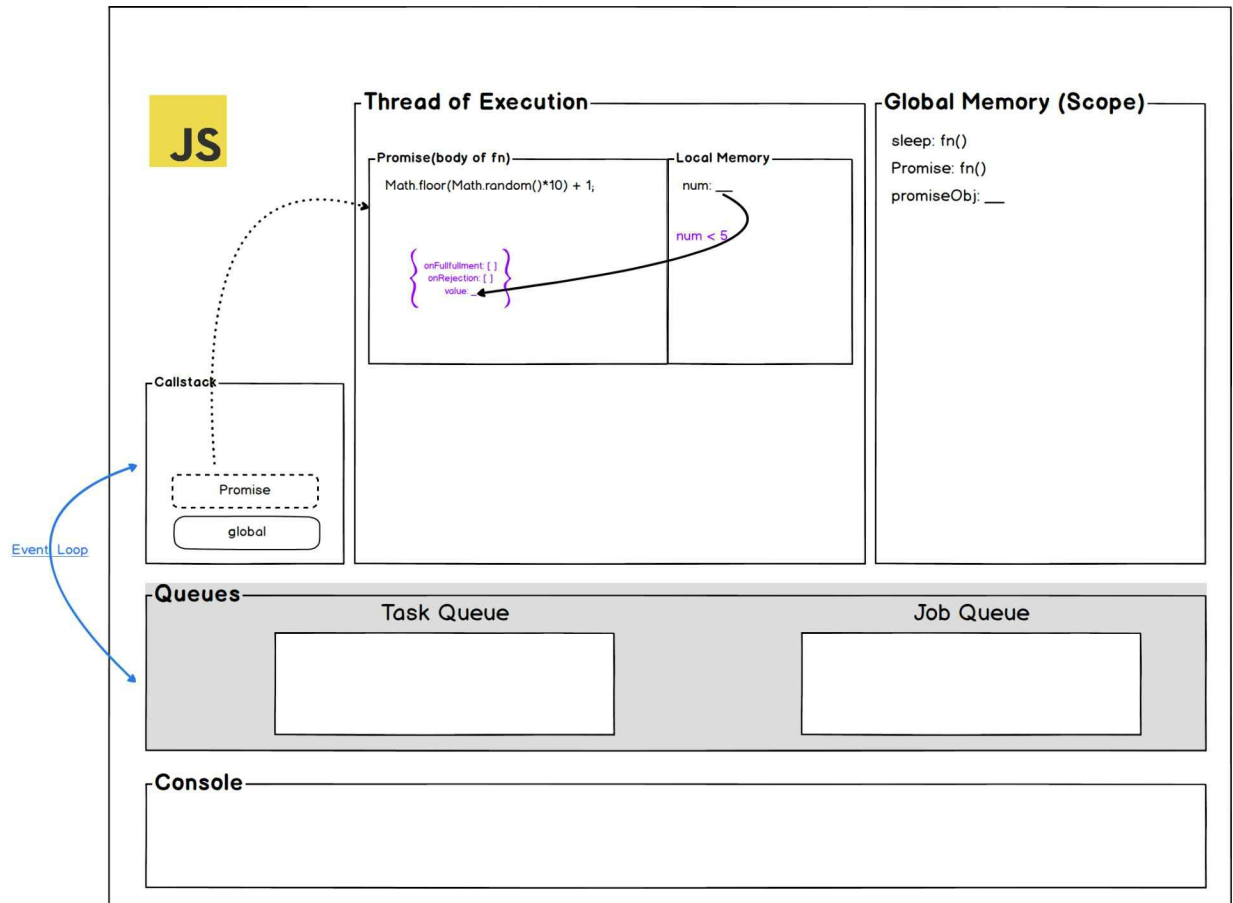 JS
Thread of Execution
Promise(body of fn)
Math.floor(Math.random()*10) + 1;
{ onFullfullment: [ ]
onRejection: [ ]
value: _ }
Local Memory
num: __
num < 5
Global Memory (Scope)
sleep: fn()
Promise: fn()
promiseObj: __
Callstack
Promise
global
Event Loop
Queues
Task Queue
Job Queue
Console